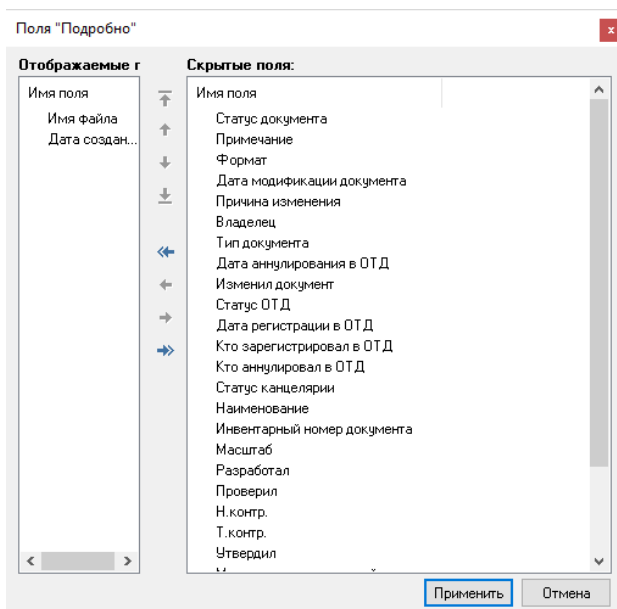 Поля "Подробно"
Отображаемые г
Имя поля
Имя файла
Дата создан...
Скрытые поля:
Имя поля
Статус документа
Примечание
Формат
Дата модификации документа
Причина изменения
Владелец
Тип документа
Дата аннулирования в ОТД
Изменил документ
Статус ОТД
Дата регистрации в ОТД
Кто зарегистрировал в ОТД
Кто аннулировал в ОТД
Статус канцелярии
Наименование
Инвентарный номер документа
Масштаб
Разработал
Проверил
Н.контр.
Т.контр.
Утвердил
Применить
Отмена